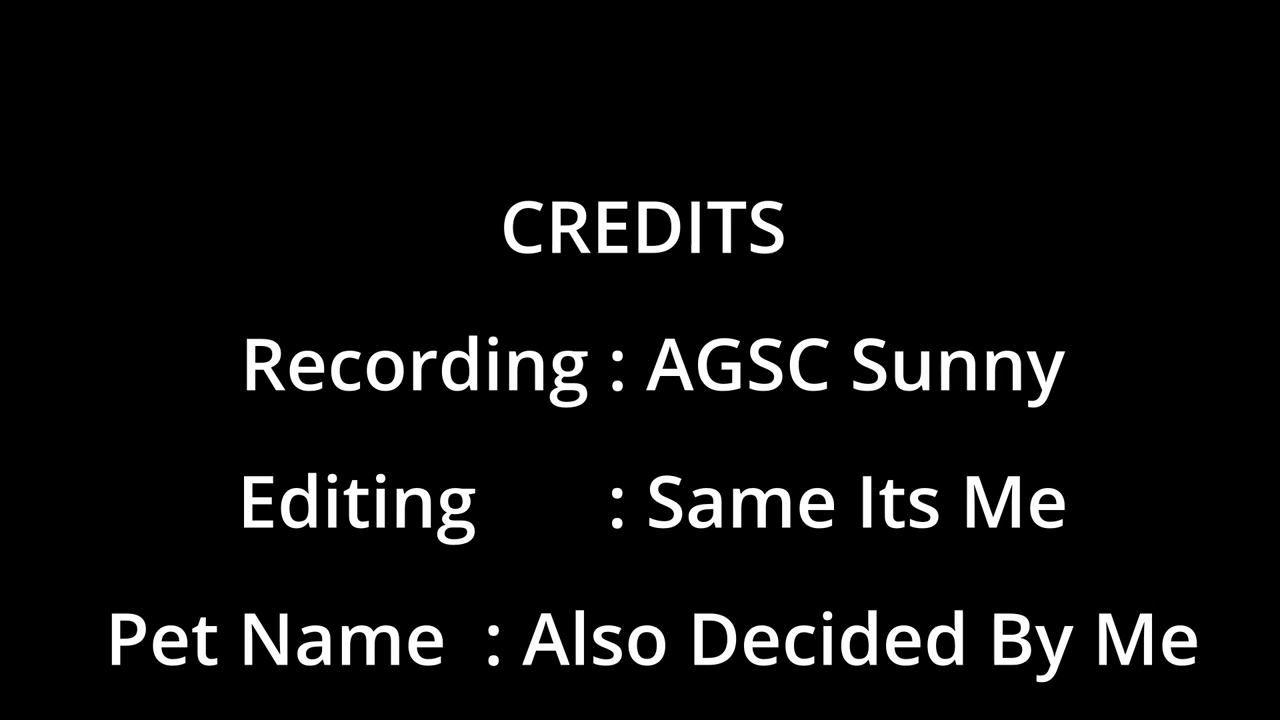 CREDITS
Recording : AGSC Sunny
Editing : Same Its Me
Pet Name : Also Decided By Me